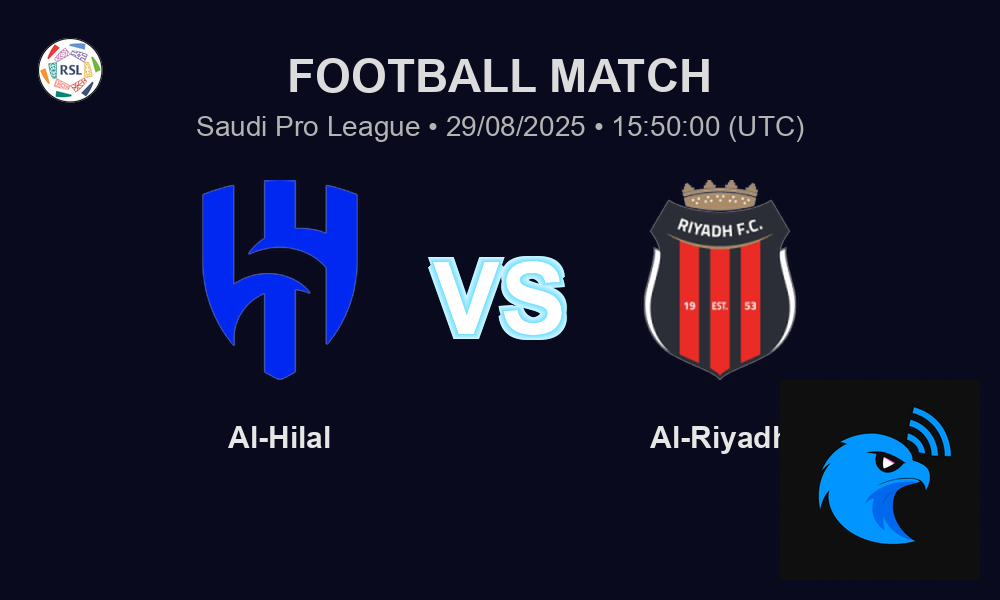 RSL
FOOTBALL MATCH
Saudi Pro League • 29/08/2025 • 15:50:00 (UTC)
RIYADH F.C.
19 EST. 53
VS
Al-Hilal
Al-Riyadh